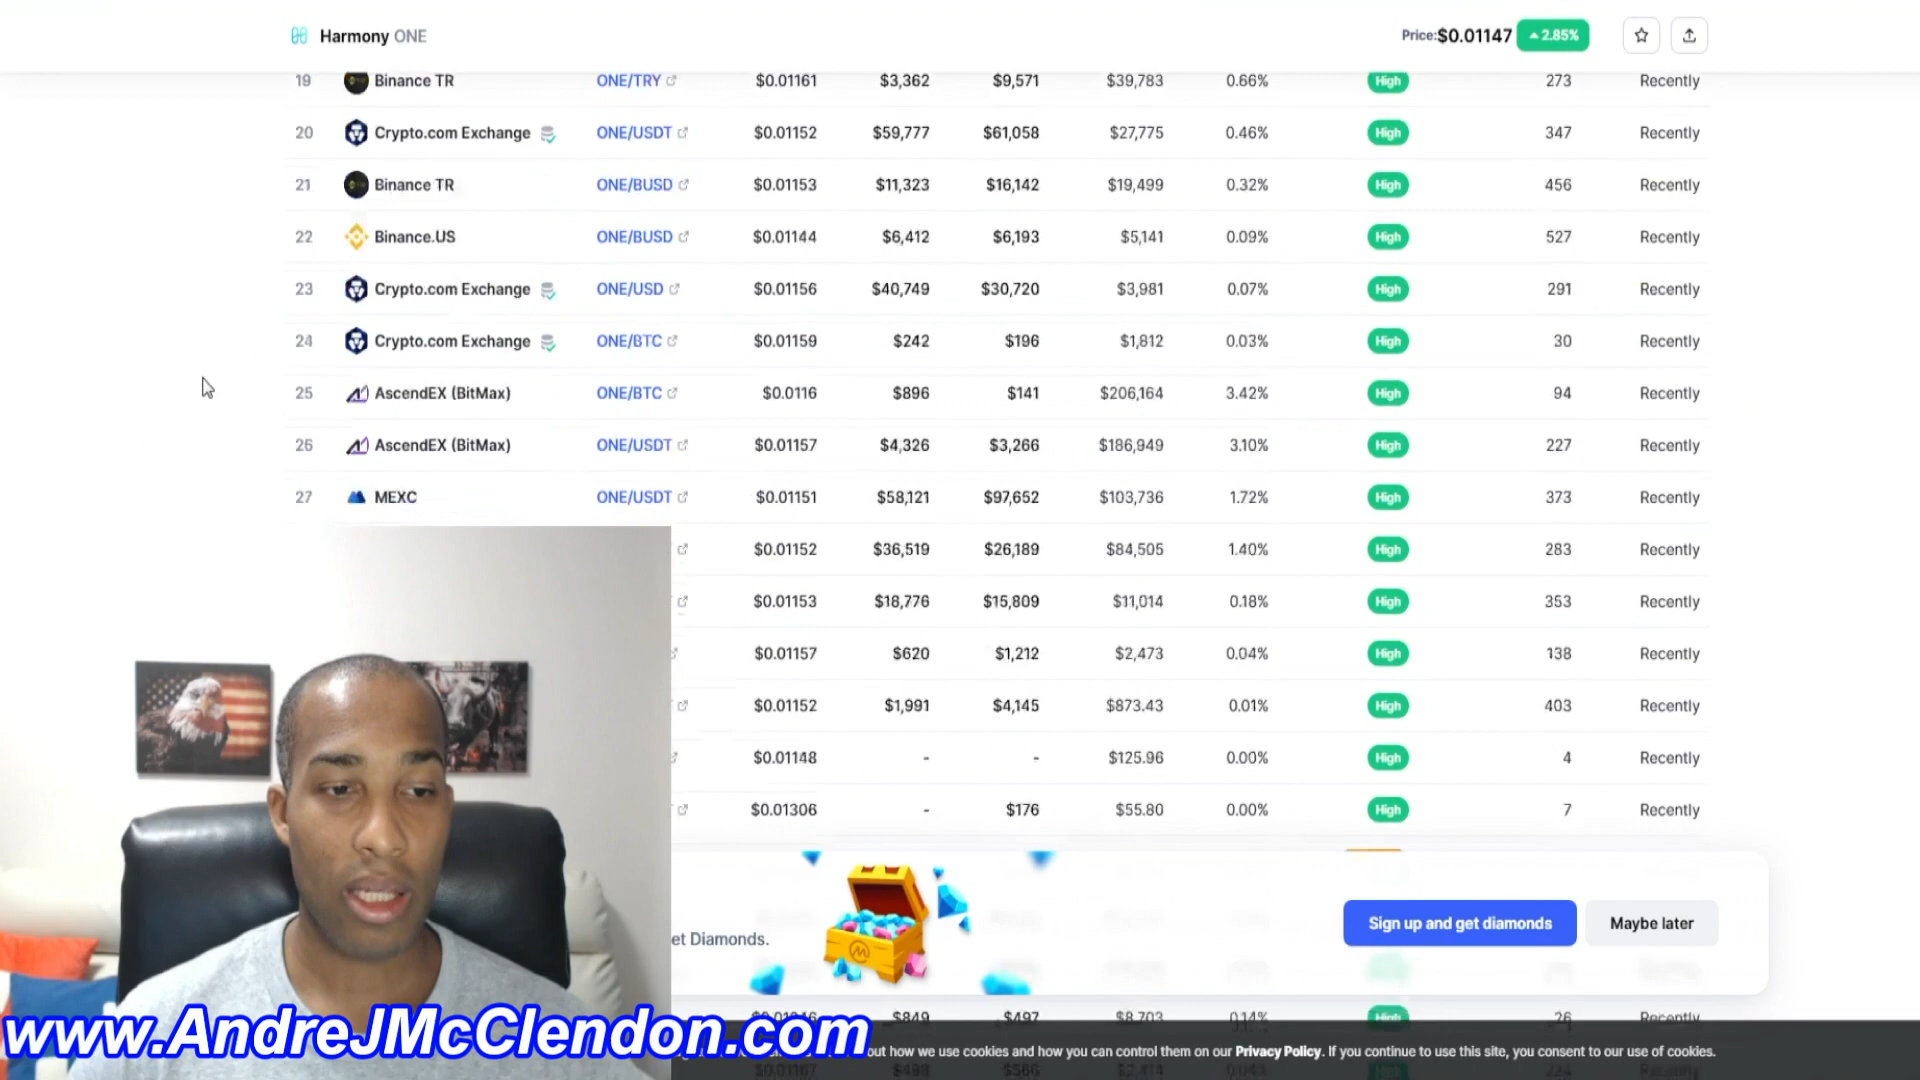 Harmony ONE Price:$0.01147 2.85%
19 Binance TR ONE/TRY $0.01161 $3,362 $9,571 $39,783 0.66% High 273 Recently
20 Crypto.com Exchange ONE/USDT $0.01152 $59,777 $61,058 $27,775 0.46% High 347 Recently
21 Binance TR ONE/BUSD $0.01153 $11,323 $16,142 $19,499 0.32% High 456 Recently
22 Binance.US ONE/BUSD $0.01144 $6,412 $6,193 $5,141 0.09% High 527 Recently
23 Crypto.com Exchange ONE/USD $0.01156 $40,749 $30,720 $3,981 0.07% High 291 Recently
24 Crypto.com Exchange ONE/BTC $0.01159 $242 $196 $1,812 0.03% High 30 Recently
25 AscendEX (BitMax) ONE/BTC $0.0116 $896 $141 $206,164 3.42% High 94 Recently
26 AscendEX (BitMax) ONE/USDT $0.01157 $4,326 $3,266 $186,949 3.10% High 227 Recently
27 MEXC ONE/USDT $0.01151 $58,121 $97,652 $103,736 1.72% High 373 Recently
$0.01152 $36,519 $26,189 $84,505 1.40% High 283 Recently
$0.01153 $18,776 $15,809 $11,014 0.18% High 353 Recently
$0.01157 $620 $1,212 $2,473 0.04% High 138 Recently
$0.01152 $1,991 $4,145 $873.43 0.01% High 403 Recently
$0.01148 - - $125.96 0.00% High 4 Recently
$0.01306 - $176 $55.80 0.00% High 7 Recently
et Diamonds. Sign up and get diamonds Maybe later
$849 $497 $8,703 0.14% High 26 Recently
www.AndreJMcClendon.com
out how we use cookies and how you can control them on our Privacy Policy. If you continue to use this site, you consent to our use of cookies.